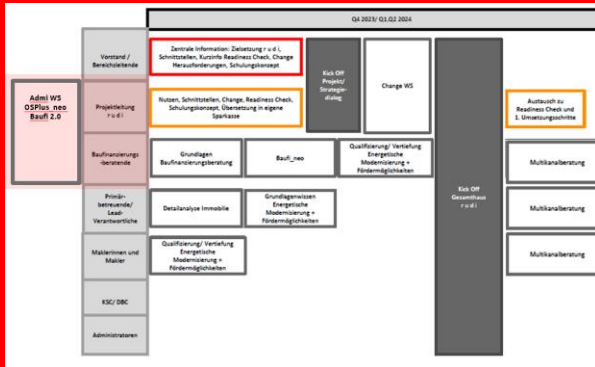 Q4 2023/ Q1,Q2 2024
Vorstand /
Bereichsleitende
Zentrale Information: Zielsetzung r u d i,
Schnittstellen, Kurzinfo Readiness Check, Change
Herausforderungen, Schulungskonzept
Kick Off
Projekt/
Strategie-
dialog
Change WS
Admi WS
OSPlus_neo
Baufi 2.0
Projektleitung
r u d i
Nutzen, Schnittstellen, Change, Readiness Check,
Schulungskonzept, Übersetzung in eigene
Sparkasse
Austausch zu
Readiness Check und
1. Umsetzungsschritte
Baufinanzierungs
-beratende
Grundlagen
Baufinanzierungsberatung
Baufi_neo
Qualifizierung/ Vertiefung
Energetische
Modernisierung +
Fördermöglichkeiten
Kick Off
Gesamthaus
r u d i
Multikanalberatung
Primär-
betreuende/
Lead-
Verantwortliche
Detailanalyse Immobilie
Grundlagenwissen
Energetische
Modernisierung +
Fördermöglichkeiten
Multikanalberatung
Maklerinnen und
Makler
Qualifizierung/ Vertiefung
Energetische
Modernisierung +
Fördermöglichkeiten
Multikanalberatung
KSC/ DBC
Administratoren